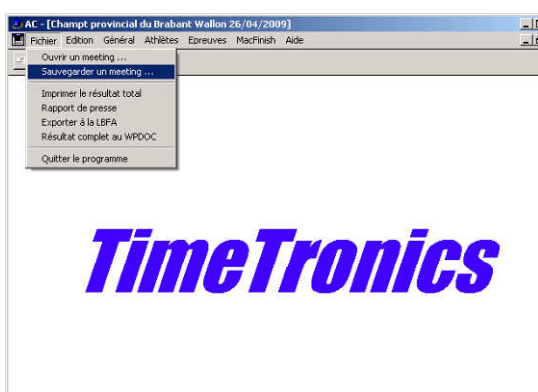 AC - [Champt provincial du Brabant Wallon 26/04/2009]
Fichier Edition Général Athlètes Epreuves MacFinish Aide
Ouvrir un meeting ...
Sauvegarder un meeting ...
Imprimer le résultat total
Rapport de presse
Exporter à la LBFA
Résultat complet au WPDOC
Quitter le programme
TimeTronics